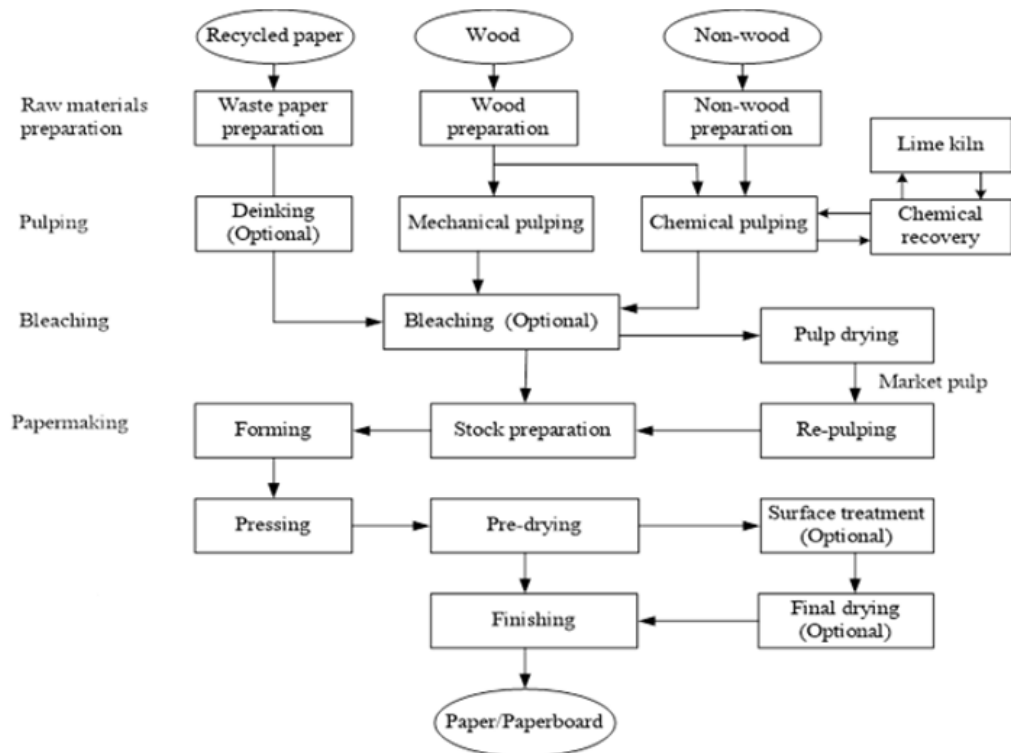 Recycled paper
Wood
Non-wood
Raw materials
preparation
Waste paper
preparation
Wood
preparation
Non-wood
preparation
Lime kiln
Pulping
Deinking
(Optional)
Mechanical pulping
Chemical pulping
Chemical
recovery
Bleaching
Bleaching (Optional)
Pulp drying
Market pulp
Papermaking
Forming
Stock preparation
Re-pulping
Pressing
Pre-drying
Surface treatment
(Optional)
Finishing
Final drying
(Optional)
Paper/Paperboard